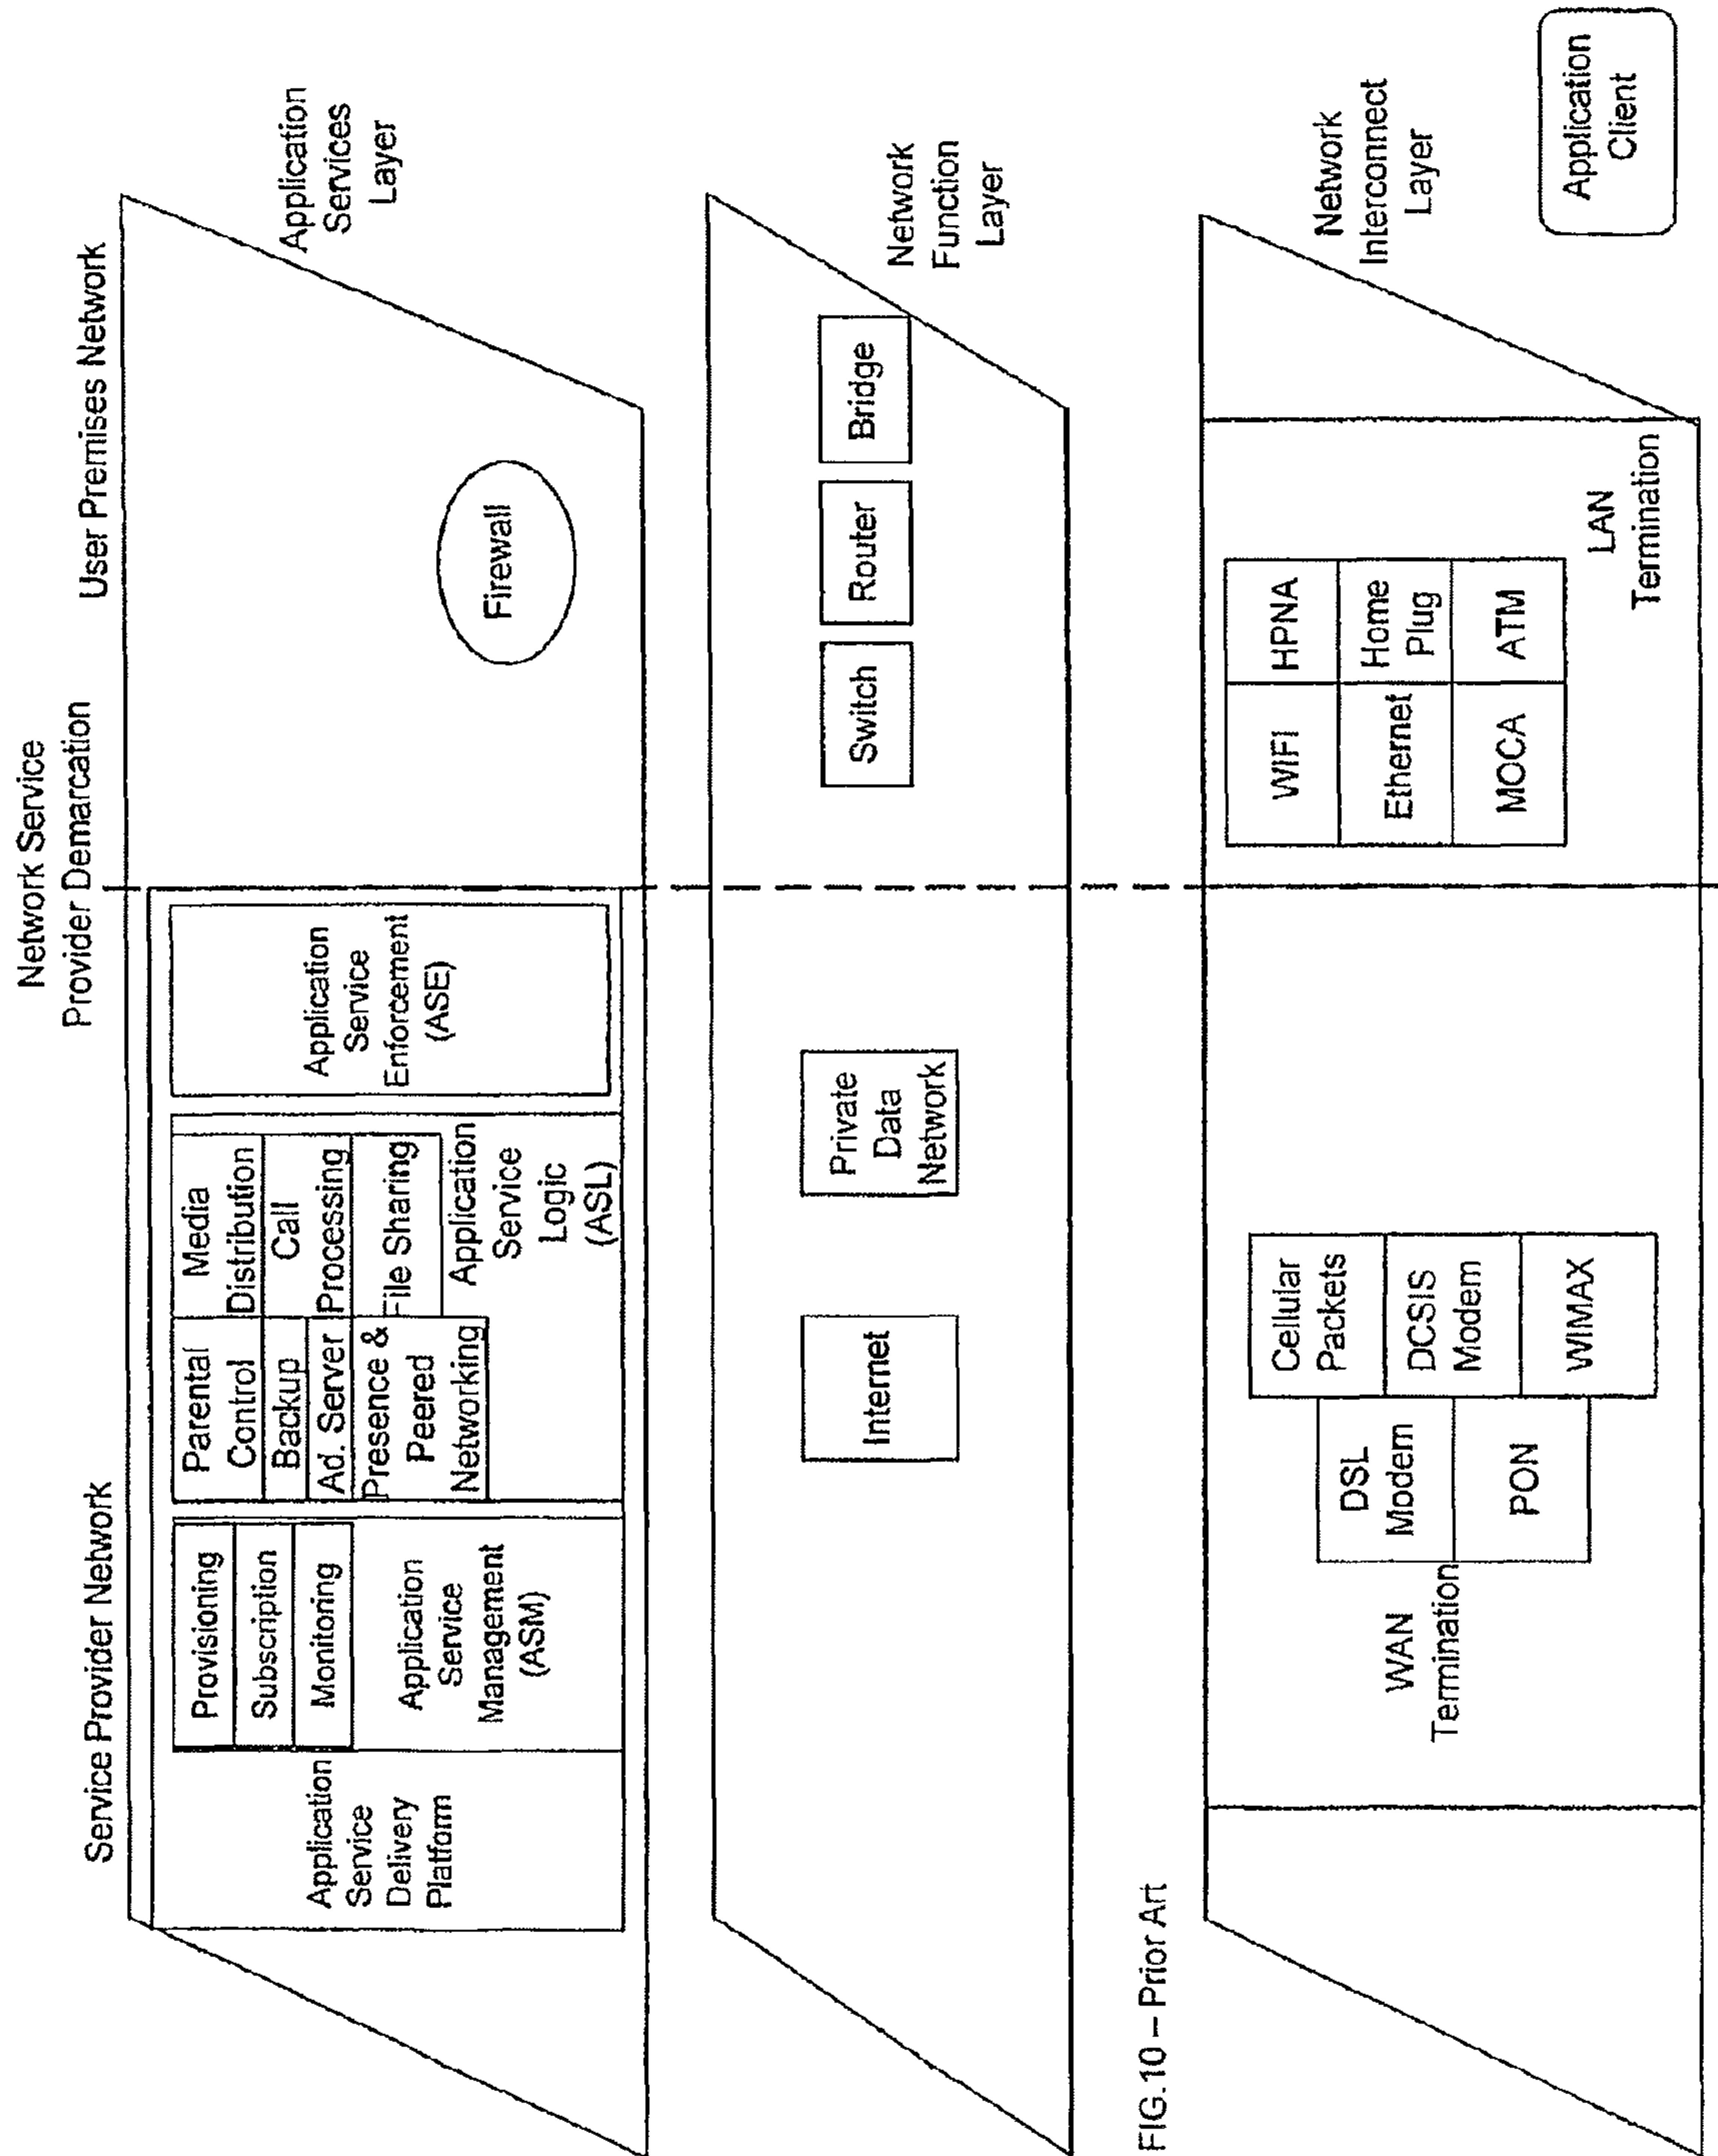 Network Service
Provider Demarcation
Service Provider Network
User Premises Network
Application
Service
Delivery
Platform
Provisioning
Subscription
Monitoring
Application
Service
Management
(ASM)
Parental
Control
Backup
Ad. Server
Presence &
Peered
Networking
Media
Distribution
Call
Processing
File Sharing
Application
Service
Logic
(ASL)
Application
Service
Enforcement
(ASE)
Firewall
Application
Services
Layer
Internet
Private
Data
Network
Switch
Router
Bridge
Network
Function
Layer
FIG.10 – Prior Art
WAN
Termination
DSL
Modem
PON
Cellular
Packets
DCSIS
Modem
WIMAX
WIFI
HPNA
Ethernet
Home
Plug
MOCA
ATM
LAN
Termination
Network
Interconnect
Layer
Application
Client